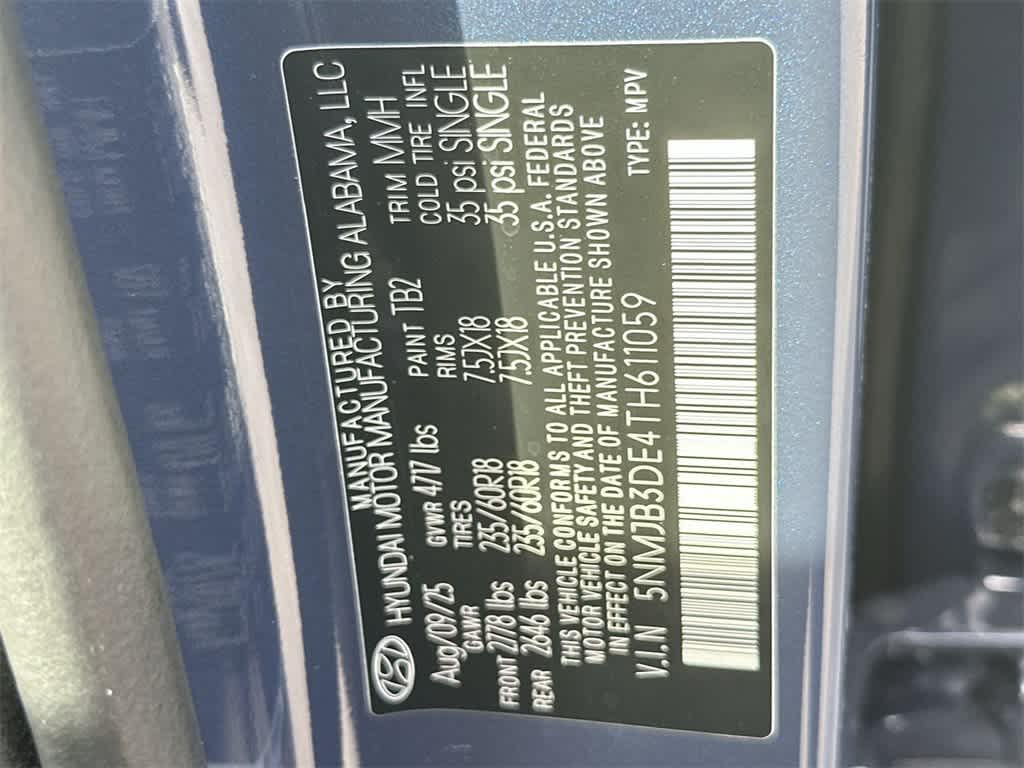 MANUFACTURED BY
HYUNDAI MOTOR MANUFACTURING ALABAMA, LLC
Aug/09/25 GVWR 4717 lbs PAINT TB2 TRIM MMH
GAWR TIRES RIMS COLD TIRE INFL
FRONT 2778 lbs 235/60R18 7.5JX18 35 psi SINGLE
REAR 2646 lbs 235/60R18 7.5JX18 35 psi SINGLE
THIS VEHICLE CONFORMS TO ALL APPLICABLE U.S.A. FEDERAL
MOTOR VEHICLE SAFETY AND THEFT PREVENTION STANDARDS
IN EFFECT ON THE DATE OF MANUFACTURE SHOWN ABOVE
V.I.N 5NMJB3DE4TH611059 TYPE: MPV